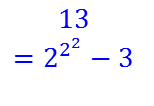 13
= 2^{2^{2}} − 3